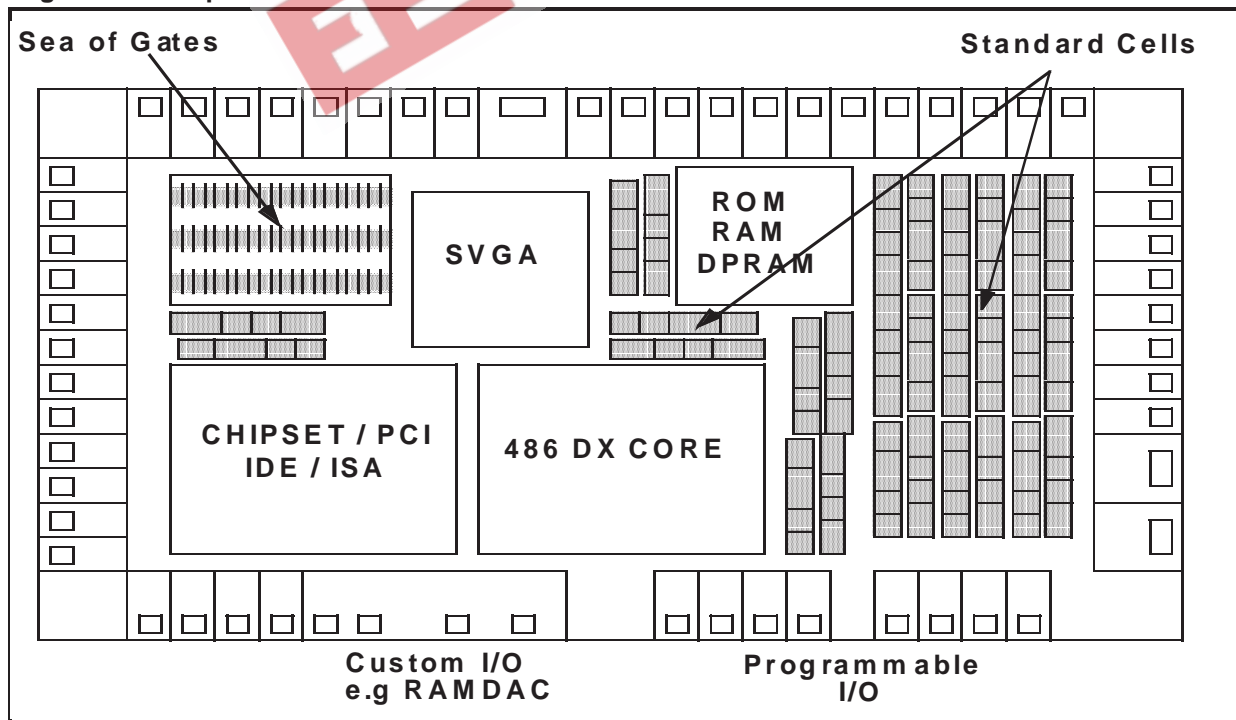 Sea of Gates
Standard Cells
SVGA
ROM
RAM
DPRAM
CHIPSET / PCI
IDE / ISA
486 DX CORE
Custom I/O
e.g RAMDAC
Programmable
I/O